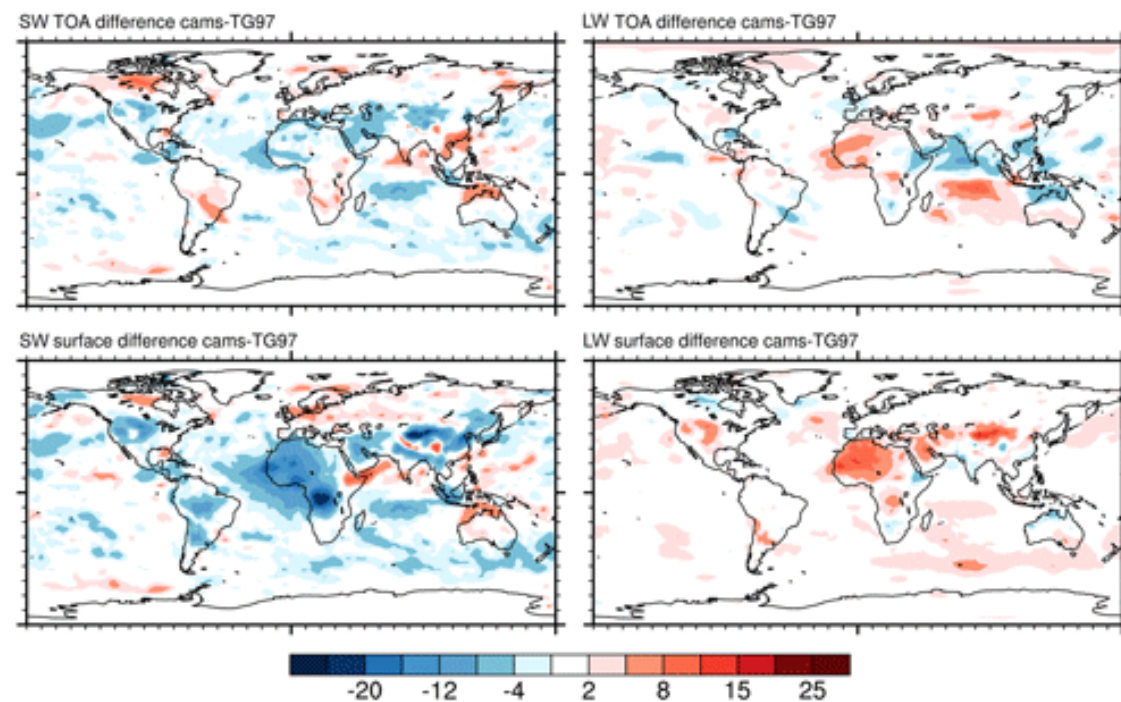 SW TOA difference cams-TG97
LW TOA difference cams-TG97
SW surface difference cams-TG97
LW surface difference cams-TG97
-20 -12 -4 2 8 15 25